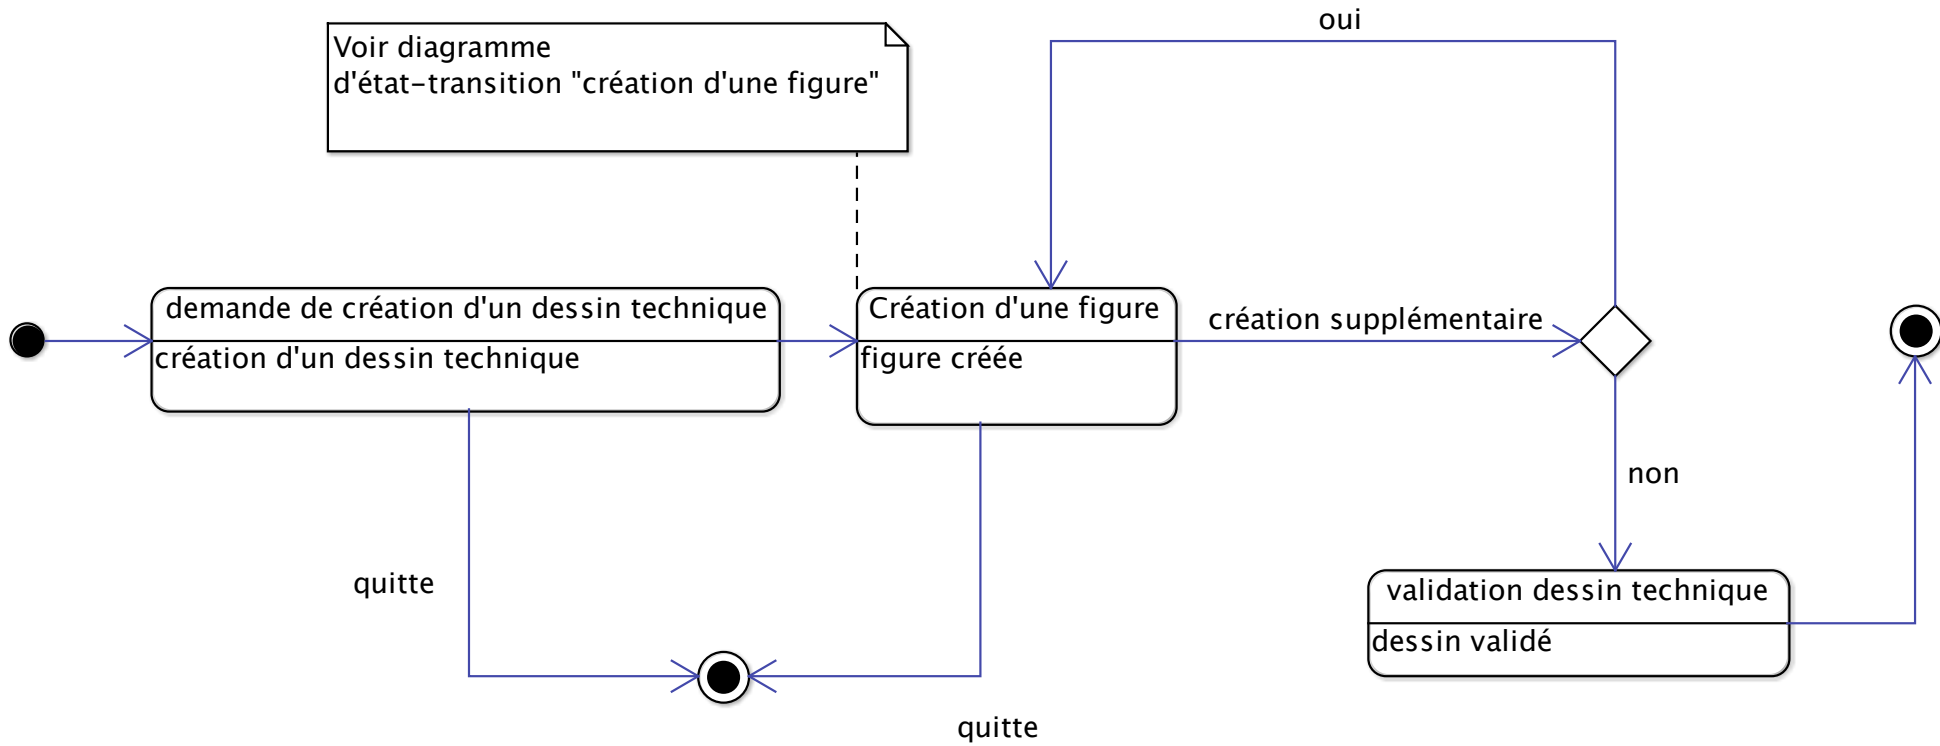 oui
Voir diagramme
d'état-transition "création d'une figure"
demande de création d'un dessin technique
création d'un dessin technique
Création d'une figure
figure créée
création supplémentaire
non
quitte
validation dessin technique
dessin validé
quitte